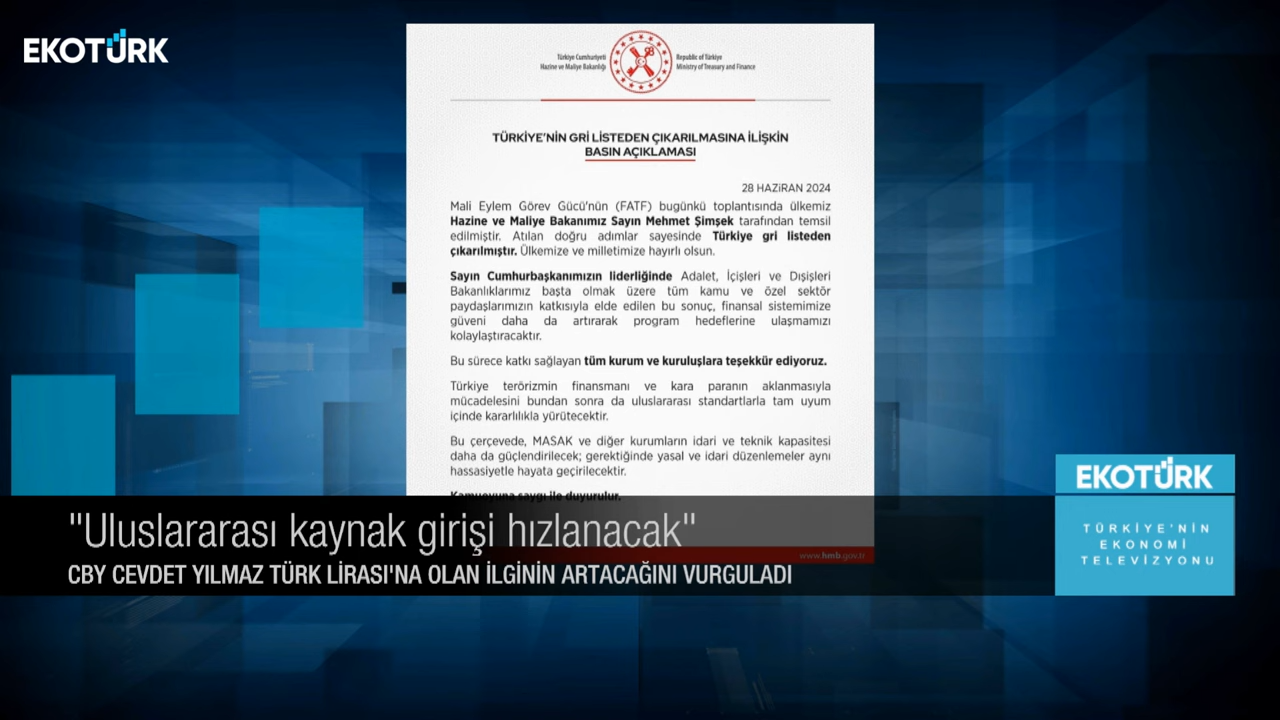 EKOTÜRK
Türkiye Cumhuriyeti
Hazine ve Maliye Bakanlığı
Republic of Türkiye
Ministry of Treasury and Finance
TÜRKİYE'NİN GRİ LİSTEDEN ÇIKARILMASINA İLİŞKİN
BASIN AÇIKLAMASI
28 HAZİRAN 2024
Mali Eylem Görev Gücü'nün (FATF) bugünkü toplantısında ülkemiz
Hazine ve Maliye Bakanımız Sayın Mehmet Şimşek tarafından temsil
edilmiştir. Atılan doğru adımlar sayesinde Türkiye gri listeden
çıkarılmıştır. Ülkemize ve milletimize hayırlı olsun.
Sayın Cumhurbaşkanımızın liderliğinde Adalet, İçişleri ve Dışişleri
Bakanlıklarımız başta olmak üzere tüm kamu ve özel sektör
paydaşlarımızın katkısıyla elde edilen bu sonuç, finansal sistemimize
güveni daha da artırarak program hedeflerine ulaşmamızı
kolaylaştıracaktır.
Bu sürece katkı sağlayan tüm kurum ve kuruluşlara teşekkür ediyoruz.
Türkiye terörizmin finansmanı ve kara paranın aklanmasıyla
mücadelesini bundan sonra da uluslararası standartlarla tam uyum
içinde kararlılıkla yürütecektir.
Bu çerçevede, MASAK ve diğer kurumların idari ve teknik kapasitesi
daha da güçlendirilecek; gerektiğinde yasal ve idari düzenlemeler aynı
hassasiyetle hayata geçirilecektir.
Kamuoyuna saygı ile duyurulur.
www.hmb.gov.tr
"Uluslararası kaynak girişi hızlanacak"
CBY CEVDET YILMAZ TÜRK LİRASI'NA OLAN İLGİNİN ARTACAĞINI VURGULADI
EKOTÜRK
TÜRKİYE'NİN
EKONOMİ
TELEVİZYONU